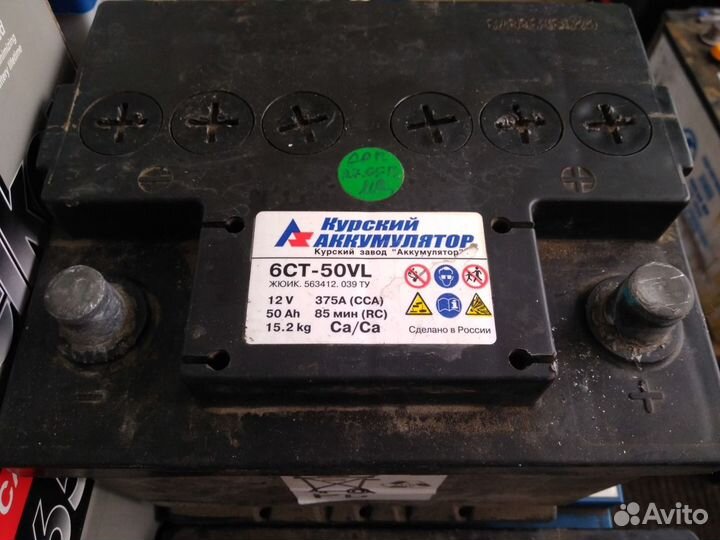 Курский
АККУМУЛЯТОР
Курский завод "Аккумулятор"
6СТ-50VL
ЖЮИК. 563412. 039 ТУ
12 V 375A (CCA)
50 Ah 85 мин (RC)
15.2 kg Ca/Ca
Сделано в России
Avito